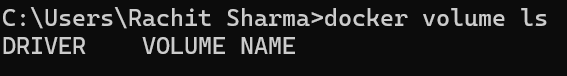 C:\Users\Rachit Sharma>docker volume ls
DRIVER    VOLUME NAME